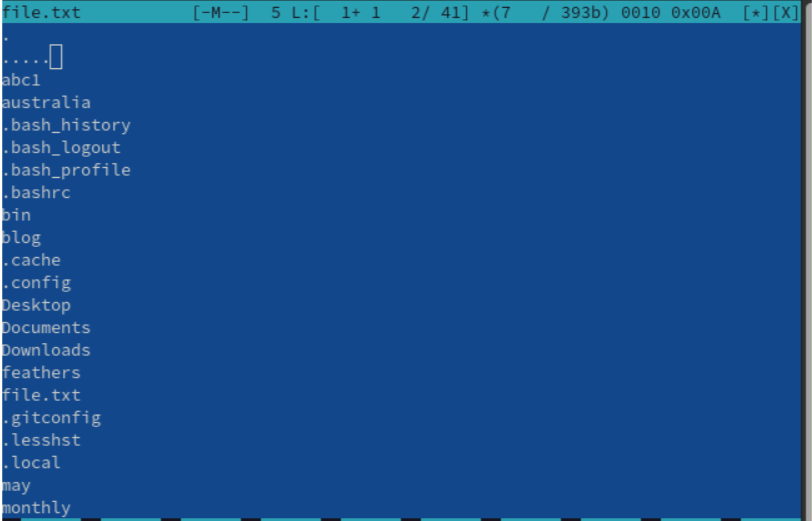 file.txt [-M--] 5 L:[ 1+ 1 2/ 41] *(7 / 393b) 0010 0x00A [*][X]
.
.....
abc1
australia
.bash_history
.bash_logout
.bash_profile
.bashrc
bin
blog
.cache
.config
Desktop
Documents
Downloads
feathers
file.txt
.gitconfig
.lesshst
.local
may
monthly